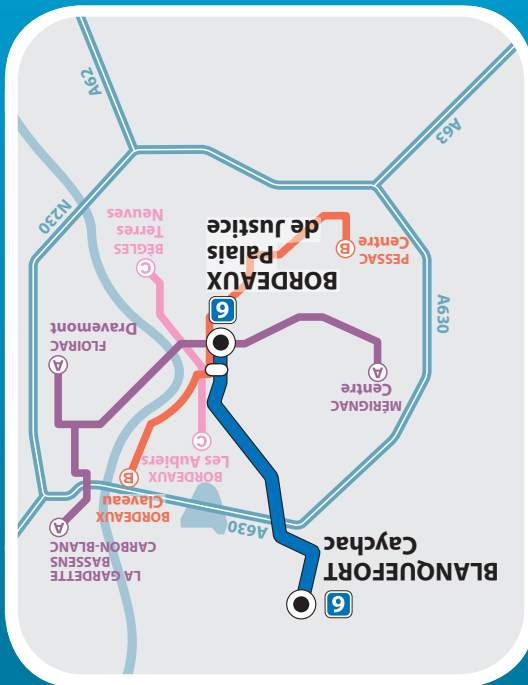 6
BLANQUEFORT
Caychac
LA GARDETTE
BASSENS
CARBON-BLANC
A
A630
BORDEAUX
Claveau
B
BORDEAUX
Les Aubiers
C
MÉRIGNAC
Centre
A
A
FLOIRAC
Dravemont
A630
6
BORDEAUX
Palais
de Justice
PESSAC
Centre
B
C
BÈGLES
Terres
Neuves
N230
A63
A62